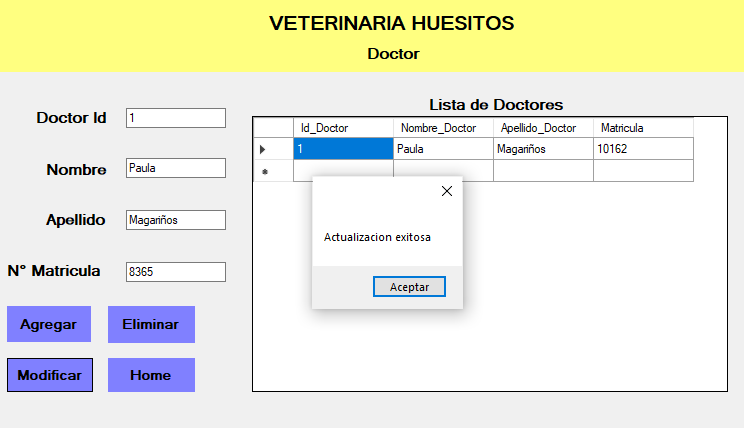 VETERINARIA HUESITOS
Doctor
Doctor Id 1
Nombre Paula
Apellido Magariños
N° Matricula 8365
Agregar Eliminar
Modificar Home
Lista de Doctores
Id_Doctor Nombre_Doctor Apellido_Doctor Matricula
1 Paula Magariños 10162
Actualizacion exitosa
Aceptar